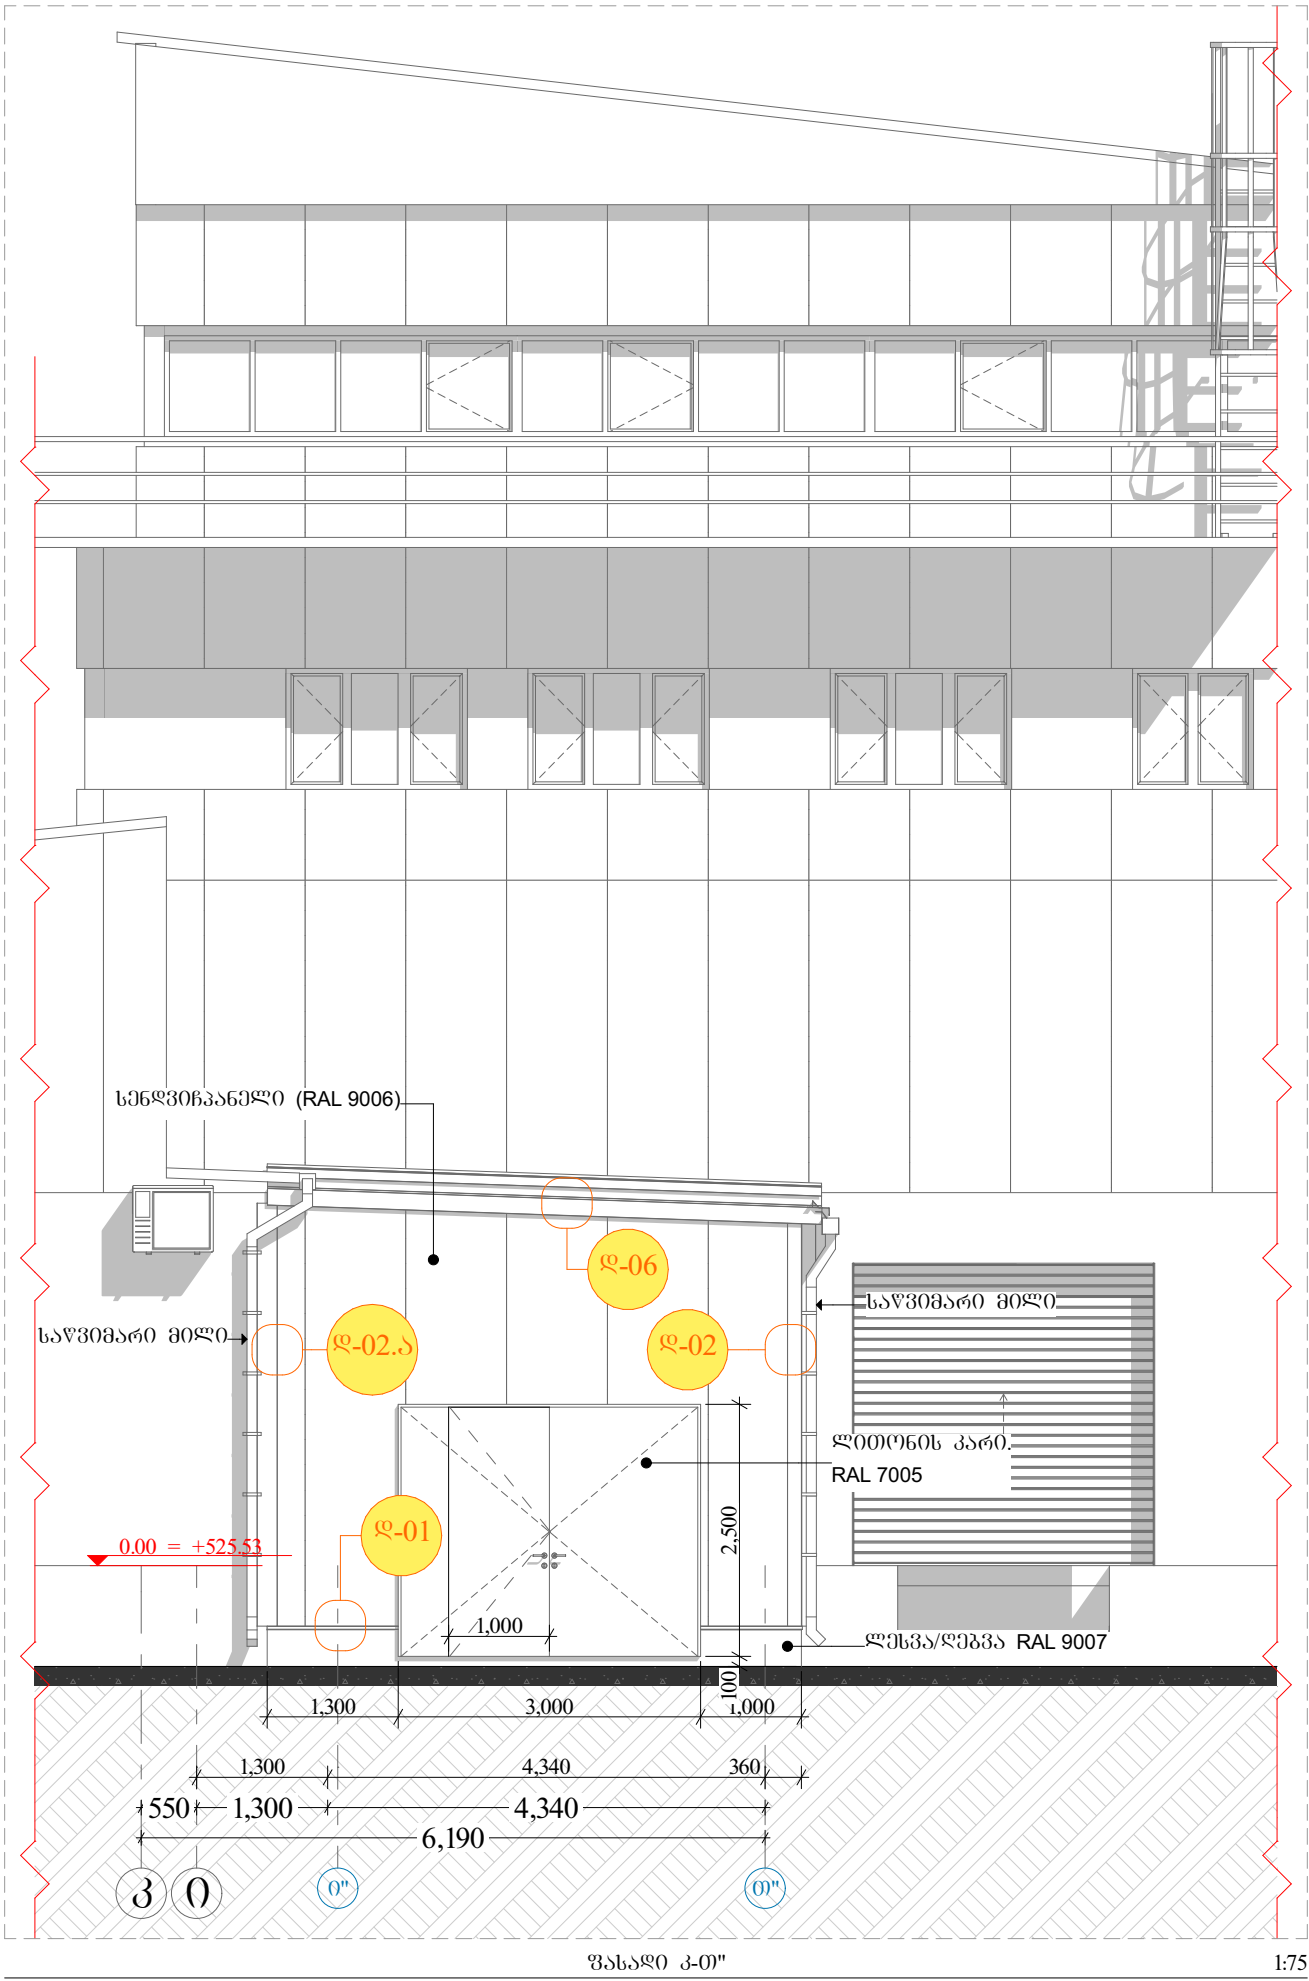 სენდვიჩპანელი (RAL 9006)
დ-06
საწვიმარი მილი
საწვიმარი მილი
დ-02.ა
დ-02
ლითონის კარი.
RAL 7005
დ-01
2,500
0.00 = +525.53
1,000
ლესვა/ღებვა RAL 9007
100
1,300
3,000
1,000
1,300
4,340
360
550
1,300
4,340
6,190
კ
ი
ი"
თ"
ფასადი კ-თ"
1:75